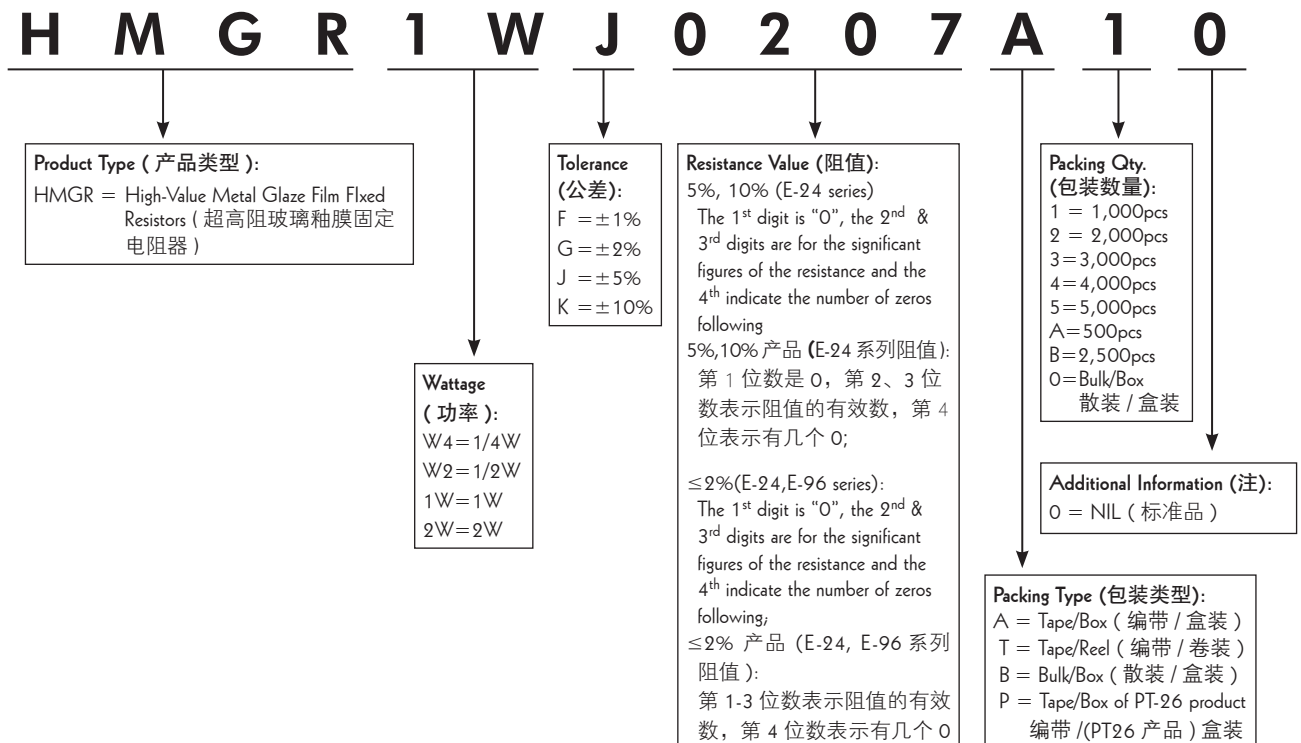 H M G R 1 W J 0 2 0 7 A 1 0
Product Type ( 产品类型 ):
HMGR = High-Value Metal Glaze Film FIxed
Resistors ( 超高阻玻璃釉膜固定
电阻器 )
Wattage
( 功率 ):
W4=1/4W
W2=1/2W
1W=1W
2W=2W
Tolerance
(公差):
F =±1%
G=±2%
J =±5%
K =±10%
Resistance Value (阻值):
5%, 10% (E-24 series)
The 1st digit is “0”, the 2nd &
3rd digits are for the significant
figures of the resistance and the
4th indicate the number of zeros
following
5%,10% 产品 (E-24 系列阻值):
第 1 位数是 0，第 2、3 位
数表示阻值的有效数，第 4
位表示有几个 0;
≤2%(E-24,E-96 series):
The 1st digit is “0”, the 2nd &
3rd digits are for the significant
figures of the resistance and the
4th indicate the number of zeros
following;
≤2% 产品 (E-24, E-96 系列
阻值 ):
第 1-3 位数表示阻值的有效
数，第 4 位数表示有几个 0
Packing Qty.
(包装数量):
1 = 1,000pcs
2 = 2,000pcs
3=3,000pcs
4=4,000pcs
5=5,000pcs
A=500pcs
B=2,500pcs
0=Bulk/Box
散装 / 盒装
Additional Information (注):
0 = NIL ( 标准品 )
Packing Type (包装类型):
A = Tape/Box ( 编带 / 盒装 )
T = Tape/Reel ( 编带 / 卷装 )
B = Bulk/Box ( 散装 / 盒装 )
P = Tape/Box of PT-26 product
编带 /(PT26 产品 ) 盒装